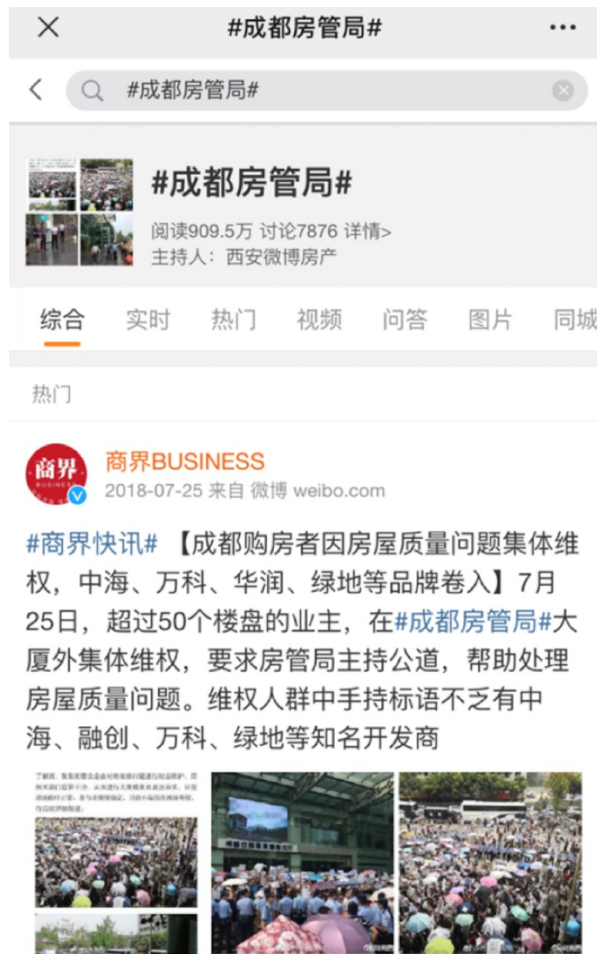 #成都房管局#
#成都房管局#
#成都房管局#
阅读909.5万 讨论7876 详情>
主持人：西安微博房产
综合 实时 热门 视频 问答 图片 同城
热门
商界
BUSINESS
商界BUSINESS
2018-07-25 来自 微博 weibo.com
#商界快讯# 【成都购房者因房屋质量问题集体维
权，中海、万科、华润、绿地等品牌卷入】7月
25日，超过50个楼盘的业主，在#成都房管局#大
厦外集体维权，要求房管局主持公道，帮助处理
房屋质量问题。维权人群中手持标语不乏有中
海、融创、万科、绿地等知名开发商